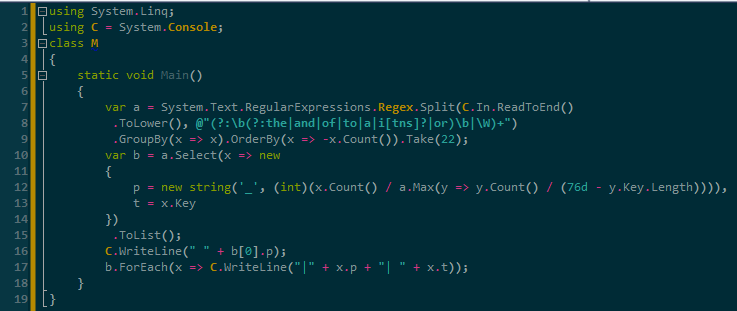 1 using System.Linq;
2 using C = System.Console;
3 class M
4 {
5 static void Main()
6 {
7 var a = System.Text.RegularExpressions.Regex.Split(C.In.ReadToEnd()
8 .ToLower(), @"(?:\b(?:the|and|of|to|a|i[tns]?|or)\b|\W)+")
9 .GroupBy(x => x).OrderBy(x => -x.Count()).Take(22);
10 var b = a.Select(x => new
11 {
12 p = new string('_', (int)(x.Count() / a.Max(y => y.Count() / (76d - y.Key.Length)))),
13 t = x.Key
14 })
15 .ToList();
16 C.WriteLine(" " + b[0].p);
17 b.ForEach(x => C.WriteLine("|" + x.p + "| " + x.t));
18 }
19 }